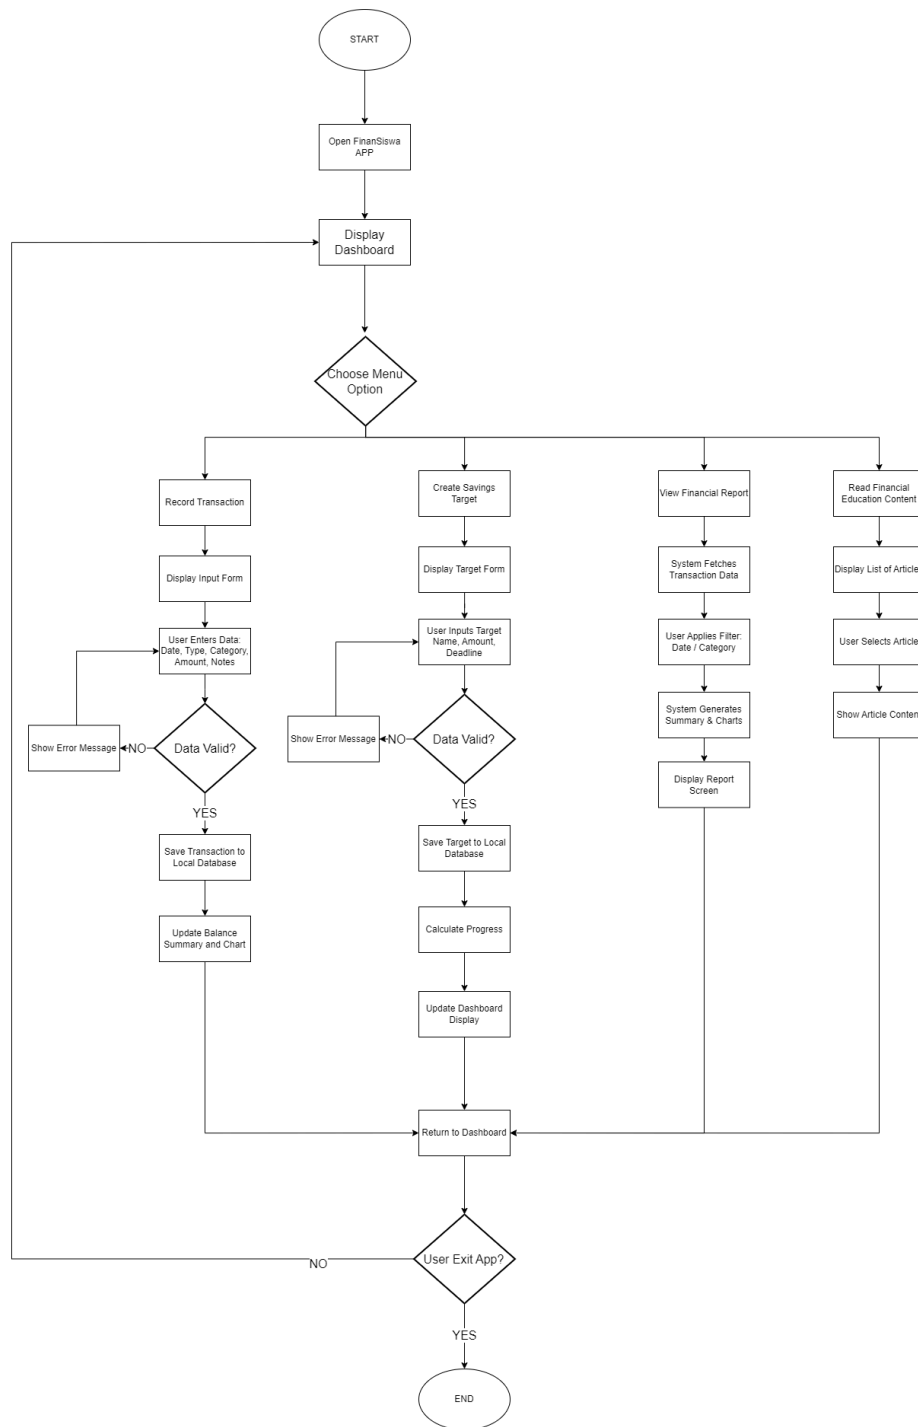 START
Open FinanSiswa
APP
Display
Dashboard
Choose Menu
Option
Record Transaction
Display Input Form
User Enters Data:
Date, Type, Category,
Amount, Notes
Show Error Message
NO
Data Valid?
YES
Save Transaction to
Local Database
Update Balance
Summary and Chart
Create Savings
Target
Display Target Form
User Inputs Target
Name, Amount,
Deadline
Show Error Message
NO
Data Valid?
YES
Save Target to Local
Database
Calculate Progress
Update Dashboard
Display
View Financial Report
System Fetches
Transaction Data
User Applies Filter:
Date / Category
System Generates
Summary & Charts
Display Report
Screen
Read Financial
Education Content
Display List of Article
User Selects Article
Show Article Content
Return to Dashboard
User Exit App?
NO
YES
END